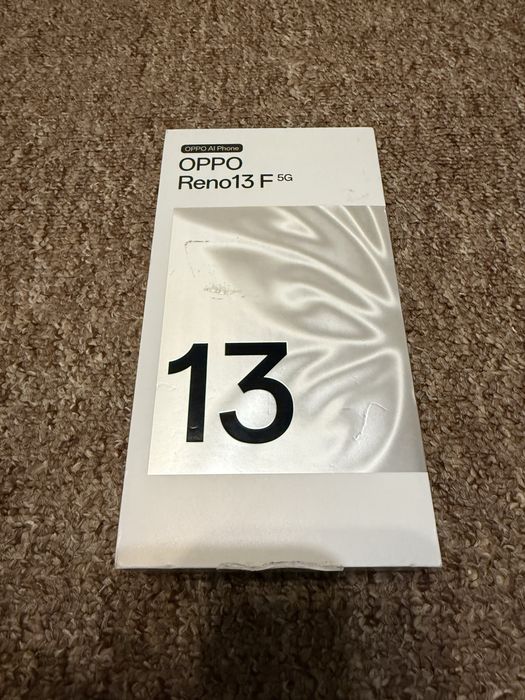 OPPO AI Phone
OPPO
Reno13 F 5G
13